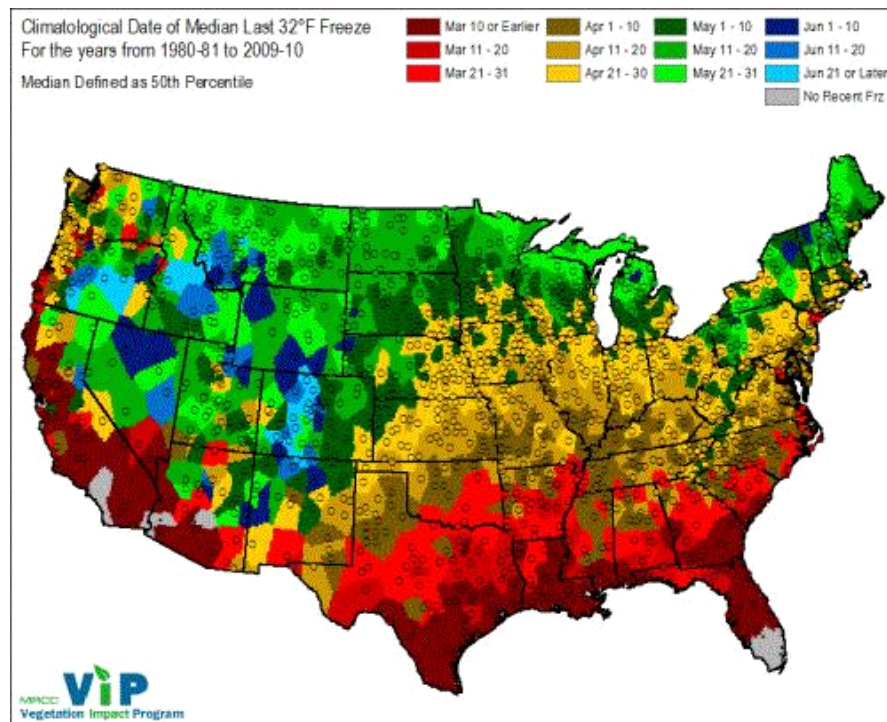 Climatological Date of Median Last 32°F Freeze
For the years from 1980-81 to 2009-10
Median Defined as 50th Percentile
Mar 10 or Earlier
Mar 11 - 20
Mar 21 - 31
Apr 1 - 10
Apr 11 - 20
Apr 21 - 30
May 1 - 10
May 11 - 20
May 21 - 31
Jun 1 - 10
Jun 11 - 20
Jun 21 or Later
No Recent Frz
MRCC ViP
Vegetation Impact Program